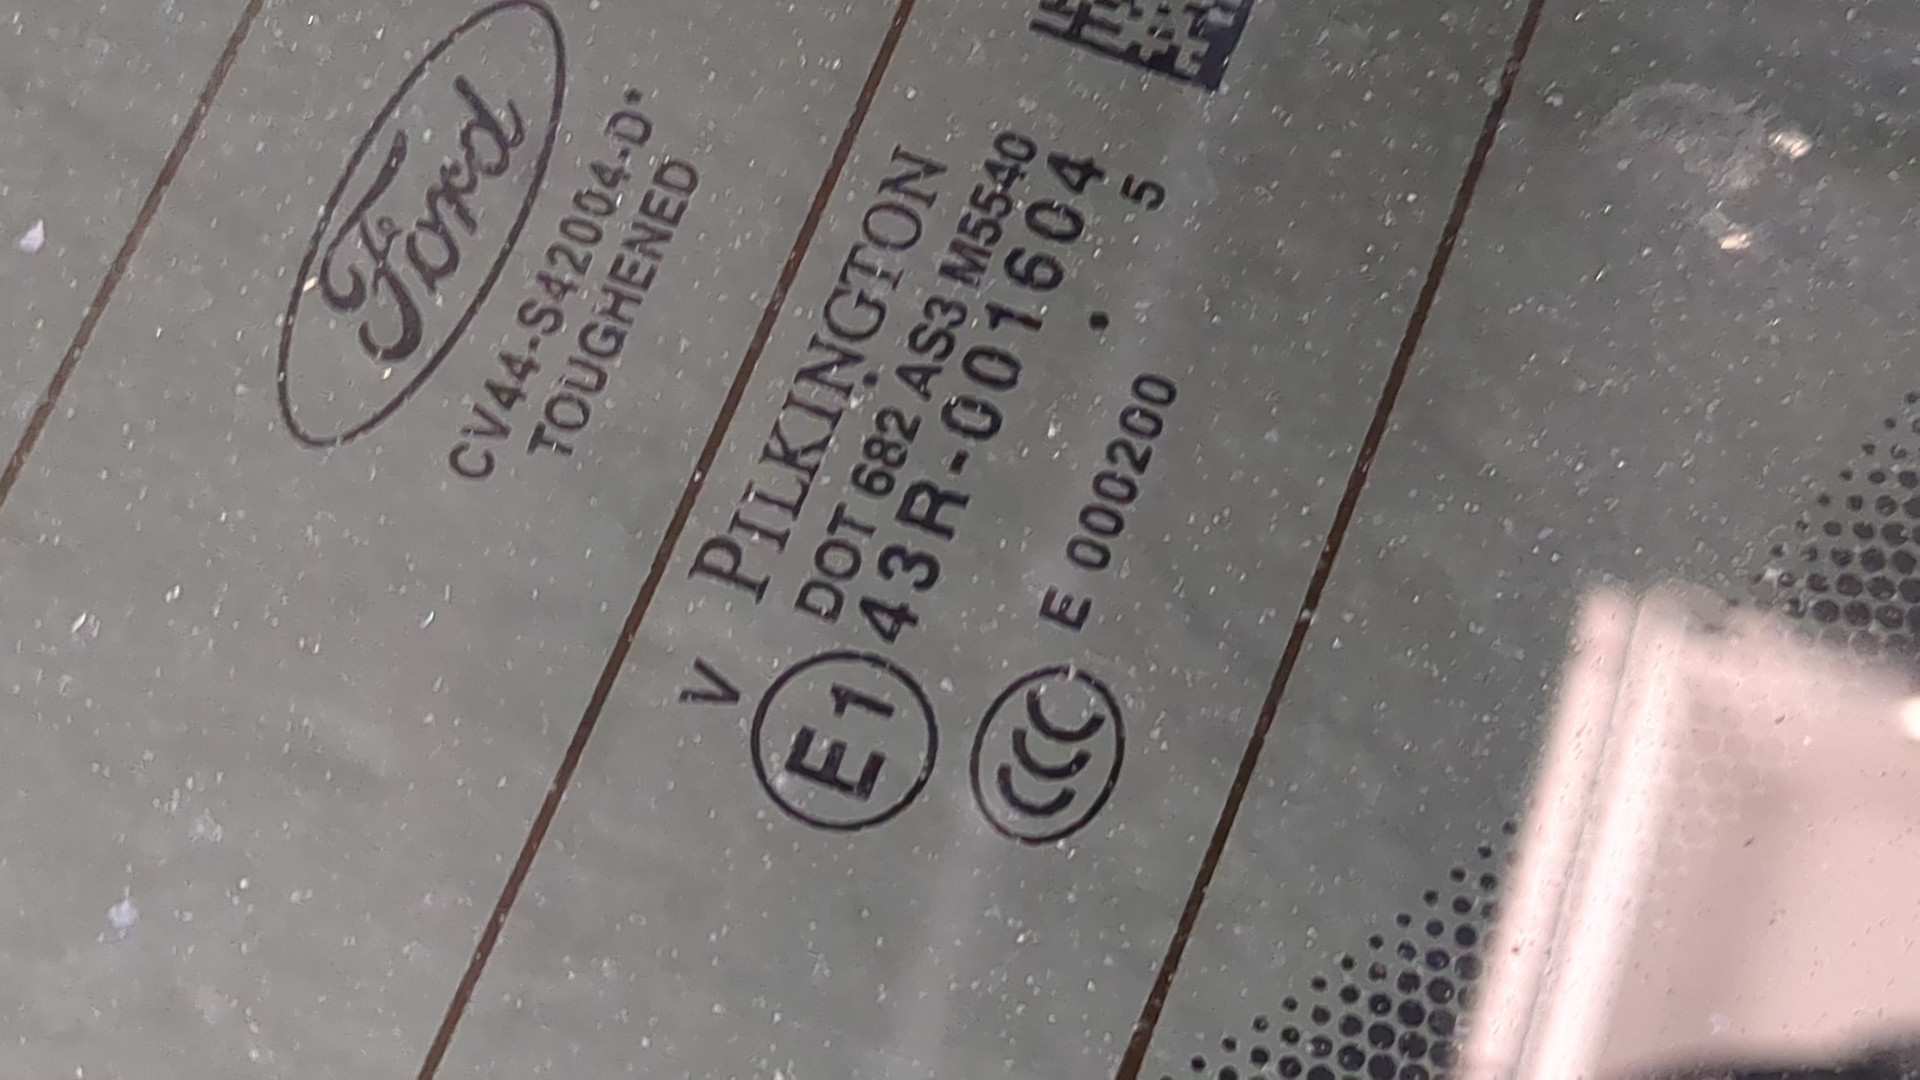 Ford
CV44-S42004-D•
TOUGHENED
V PILKINGTON
DOT 682 AS3 M5540
E1 43R-001604
CCC E 000200 • 5